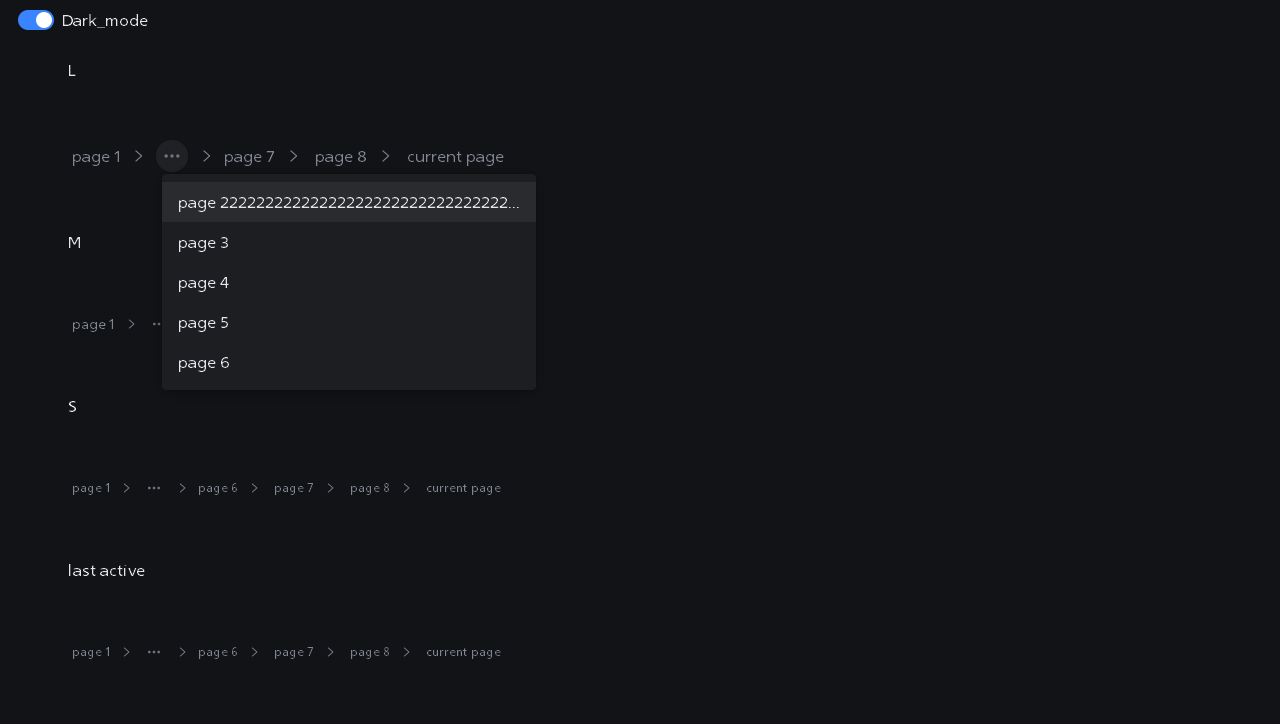 Dark_mode
L
page 1 ... page 7 page 8 current page
page 222222222222222222222222222222222...
M
page 3
page 4
page 1 ..
page 5
page 6
S
page 1 ... page 6 page 7 page 8 current page
last active
page 1 ... page 6 page 7 page 8 current page